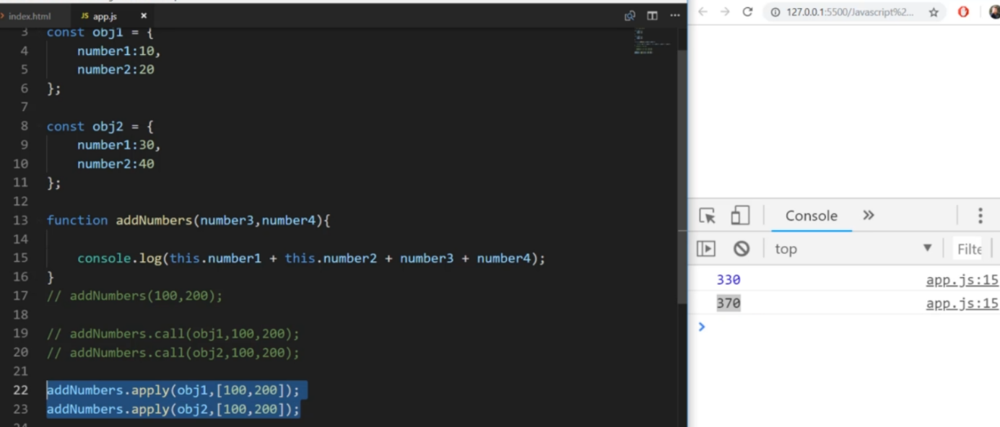 index.html JS app.js
127.0.0.1:5500/Javascript%2...
3 const obj1 = {
4 number1:10,
5 number2:20
6 };
7
8 const obj2 = {
9 number1:30,
10 number2:40
11 };
12
13 function addNumbers(number3,number4){
14
15 console.log(this.number1 + this.number2 + number3 + number4);
16 }
17 // addNumbers(100,200);
18
19 // addNumbers.call(obj1,100,200);
20 // addNumbers.call(obj2,100,200);
21
22 addNumbers.apply(obj1,[100,200]);
23 addNumbers.apply(obj2,[100,200]);
24
Console
top Filte
330 app.js:15
370 app.js:15